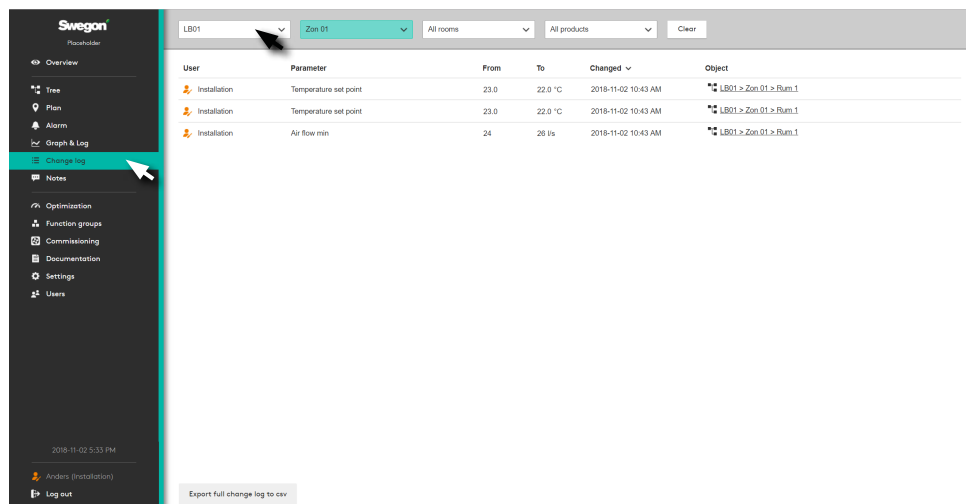 Swegon
Placeholder
Overview
Tree
Plan
Alarm
Graph & Log
Change log
Notes
Optimization
Function groups
Commissioning
Documentation
Settings
Users
2018-11-02 5:33 PM
Anders (Installation)
Log out
LB01 Zon 01 All rooms All products Clear
User Parameter From To Changed Object
Installation Temperature set point 23.0 22.0 °C 2018-11-02 10:43 AM LB01 > Zon 01 > Rum 1
Installation Temperature set point 23.0 22.0 °C 2018-11-02 10:43 AM LB01 > Zon 01 > Rum 1
Installation Air flow min 24 26 l/s 2018-11-02 10:43 AM LB01 > Zon 01 > Rum 1
Export full change log to csv